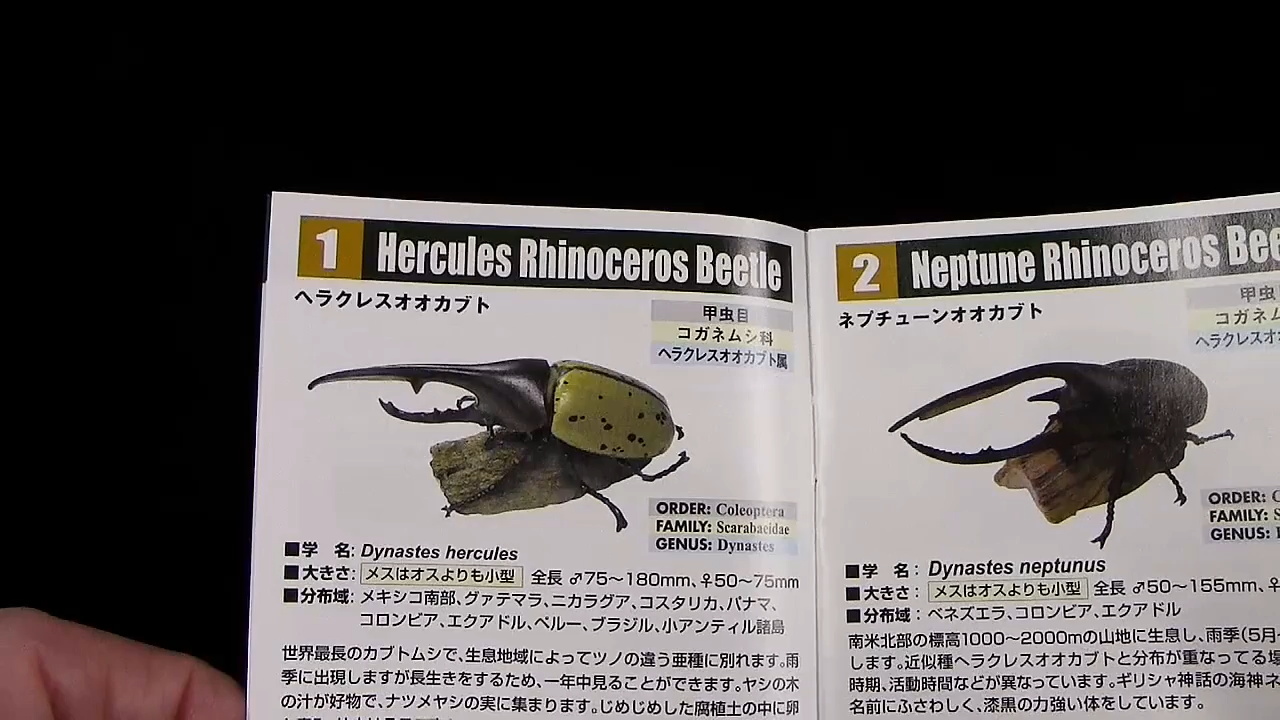 1 Hercules Rhinoceros Beetle
ヘラクレスオオカブト
甲虫目
コガネムシ科
ヘラクレスオオカブト属
ORDER: Coleoptera
FAMILY: Scarabaeidae
GENUS: Dynastes
■学 名: Dynastes hercules
■大きさ: メスはオスよりも小型 全長 ♂75~180mm、♀50~75mm
■分布域: メキシコ南部、グァテマラ、ニカラグア、コスタリカ、パナマ、
コロンビア、エクアドル、ペルー、ブラジル、小アンティル諸島
世界最長のカブトムシで、生息地域によってツノの違う亜種に別れます。雨
季に出現しますが長生きをするため、一年中見ることができます。ヤシの木
の汁が好物で、ナツメヤシの実に集まります。じめじめした腐植土の中に卵
2 Neptune Rhinoceros
ネプチューンオオカブト
甲虫
コガネム
ヘラクレスオオ
ORDER:
FAMILY:
GENUS:
■学 名: Dynastes neptunus
■大きさ: メスはオスよりも小型 全長 ♂50~155mm、♀
■分布域: ベネズエラ、コロンビア、エクアドル
南米北部の標高1000~2000mの山地に生息し、雨季(5月
します。近似種ヘラクレスオオカブトと分布が重なってる場
時期、活動時間などが異なっています。ギリシャ神話の海神ネ
名前にふさわしく、漆黒の力強い体をしています。